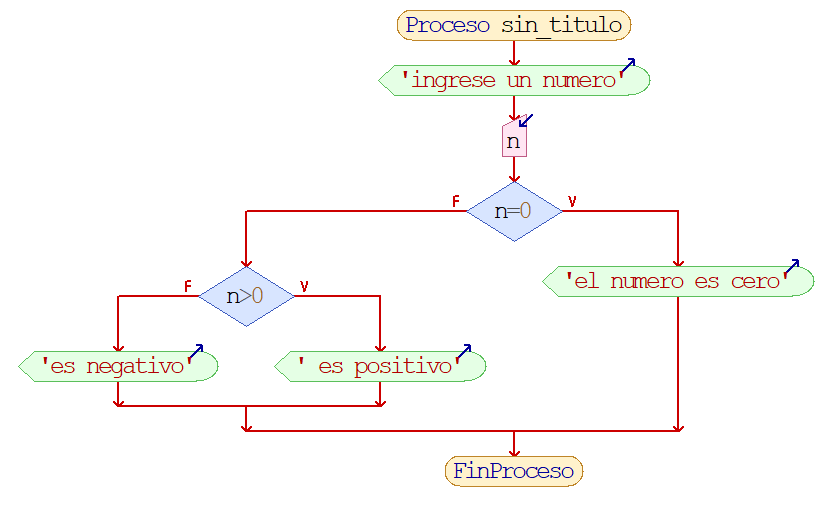 Proceso sin_titulo
'ingrese un numero'
n
n=0
F
V
n>0
F
V
'el numero es cero'
'es negativo'
' es positivo'
FinProceso